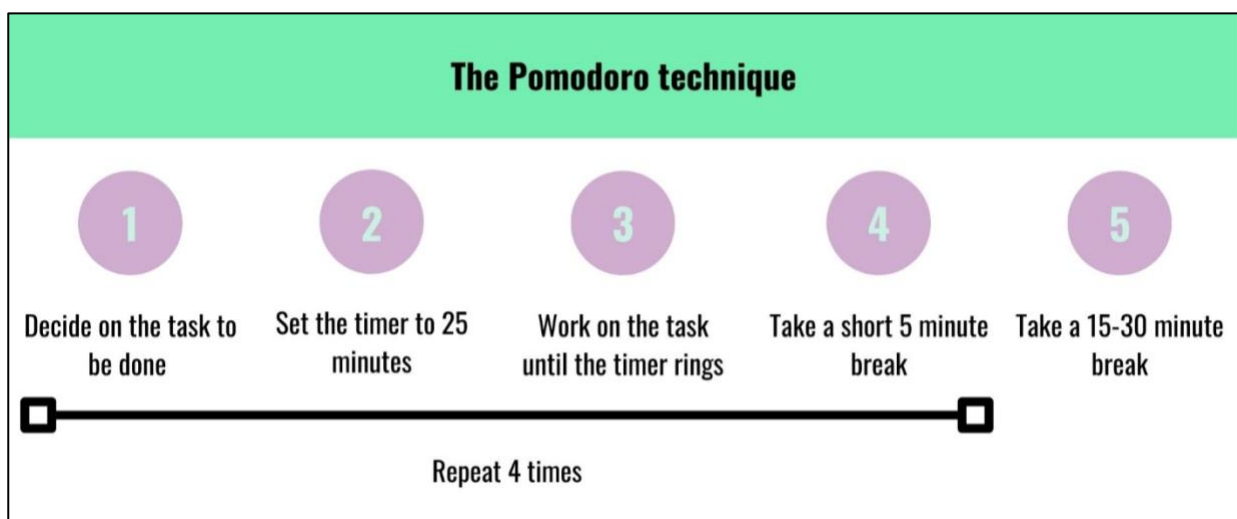 The Pomodoro technique
1
2
3
4
5
Decide on the task to
be done
Set the timer to 25
minutes
Work on the task
until the timer rings
Take a short 5 minute
break
Take a 15-30 minute
break
Repeat 4 times